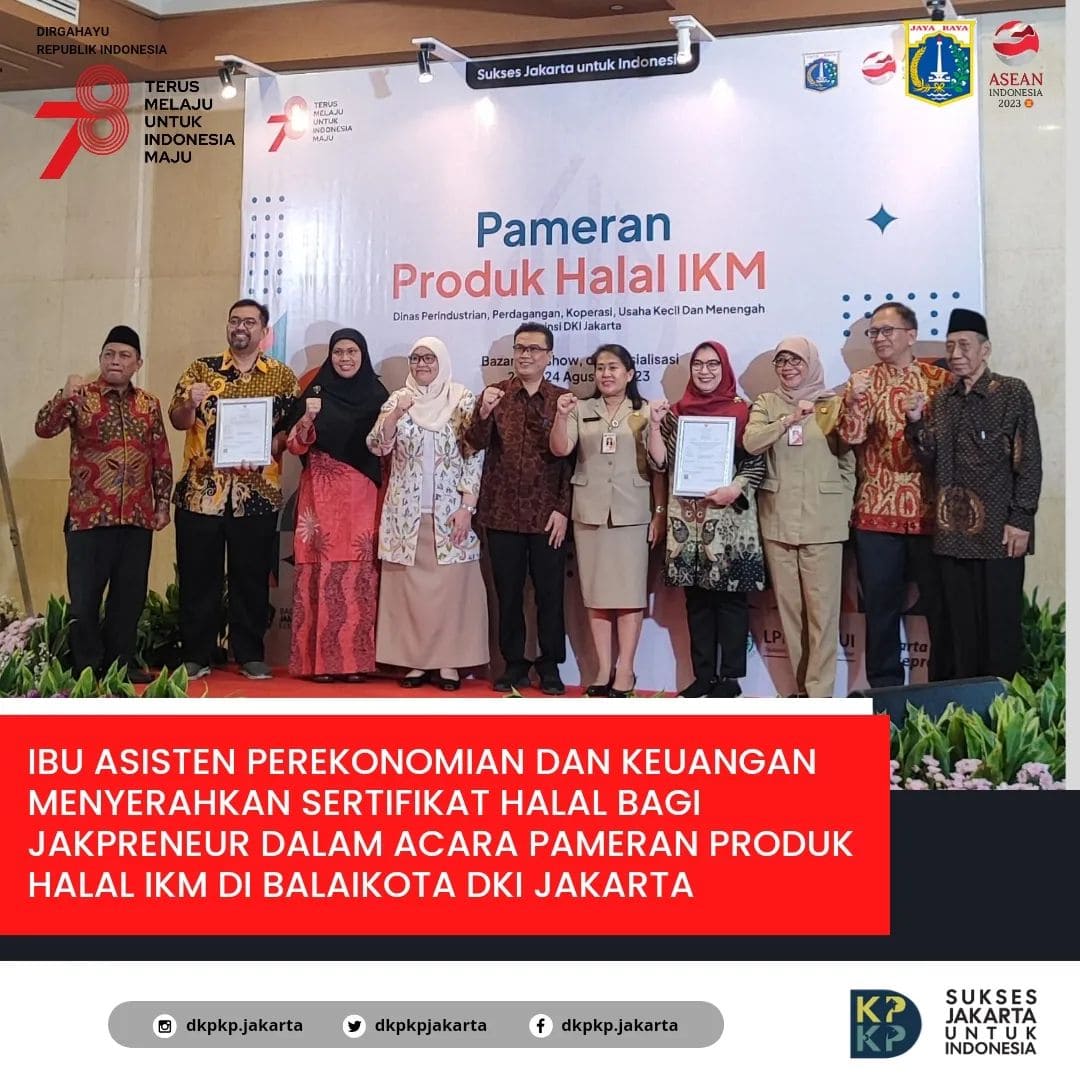 DIRGAHAYU
REPUBLIK INDONESIA
78
TERUS
MELAJU
UNTUK
INDONESIA
MAJU
Sukses Jakarta untuk Indonesia
JAYA RAYA
ASEAN
INDONESIA
2023
78
TERUS
MELAJU
UNTUK
INDONESIA
MAJU
Pameran
Produk Halal IKM
Dinas Perindustrian, Perdagangan, Koperasi, Usaha Kecil Dan Menengah
DKI Jakarta
IBU ASISTEN PEREKONOMIAN DAN KEUANGAN
MENYERAHKAN SERTIFIKAT HALAL BAGI
JAKPRENEUR DALAM ACARA PAMERAN PRODUK
HALAL IKM DI BALAIKOTA DKI JAKARTA
dkpkp.jakarta
dkpkpjakarta
dkpkp.jakarta
KP
KP
SUKSES
JAKARTA
UNTUK
INDONESIA